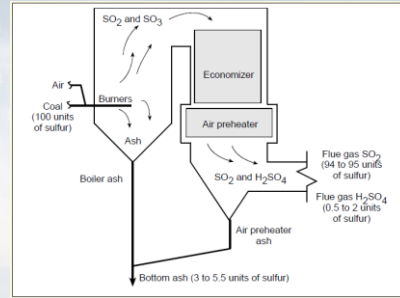 SO2 and SO3
Economizer
Air
Burners
Coal
(100 units
of sulfur)
Air preheater
Ash
Flue gas SO2
(94 to 95 units
of sulfur)
Boiler ash
SO2 and H2SO4
Flue gas H2SO4
(0.5 to 2 units
of sulfur)
Air preheater
ash
Bottom ash (3 to 5.5 units of sulfur)